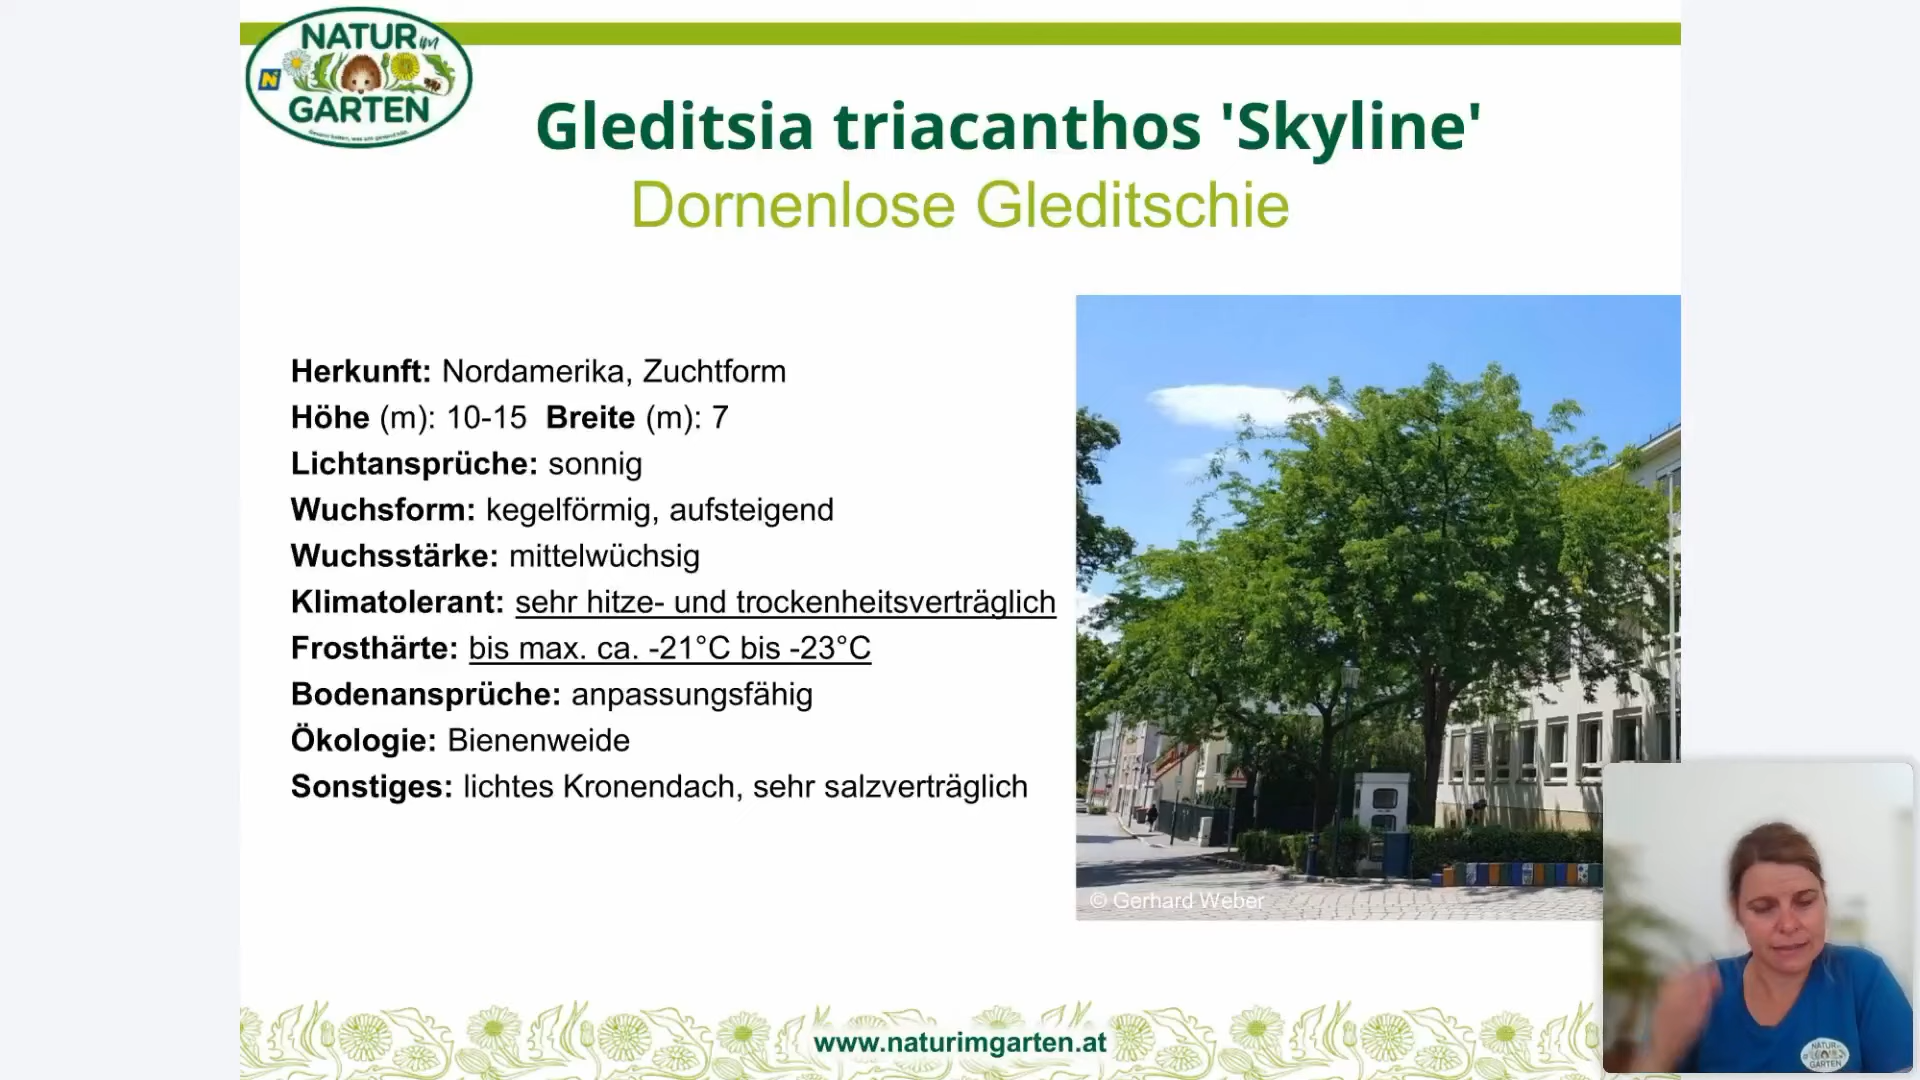 NATUR im
GARTEN
Gleditsia triacanthos 'Skyline'
Dornenlose Gleditschie
Herkunft: Nordamerika, Zuchtform
Höhe (m): 10-15 Breite (m): 7
Lichtansprüche: sonnig
Wuchsform: kegelförmig, aufsteigend
Wuchsstärke: mittelwüchsig
Klimatolerant: sehr hitze- und trockenheitsverträglich
Frosthärte: bis max. ca. -21°C bis -23°C
Bodenansprüche: anpassungsfähig
Ökologie: Bienenweide
Sonstiges: lichtes Kronendach, sehr salzverträglich
© Gerhard Weber
www.naturimgarten.at
NATUR
GARTEN